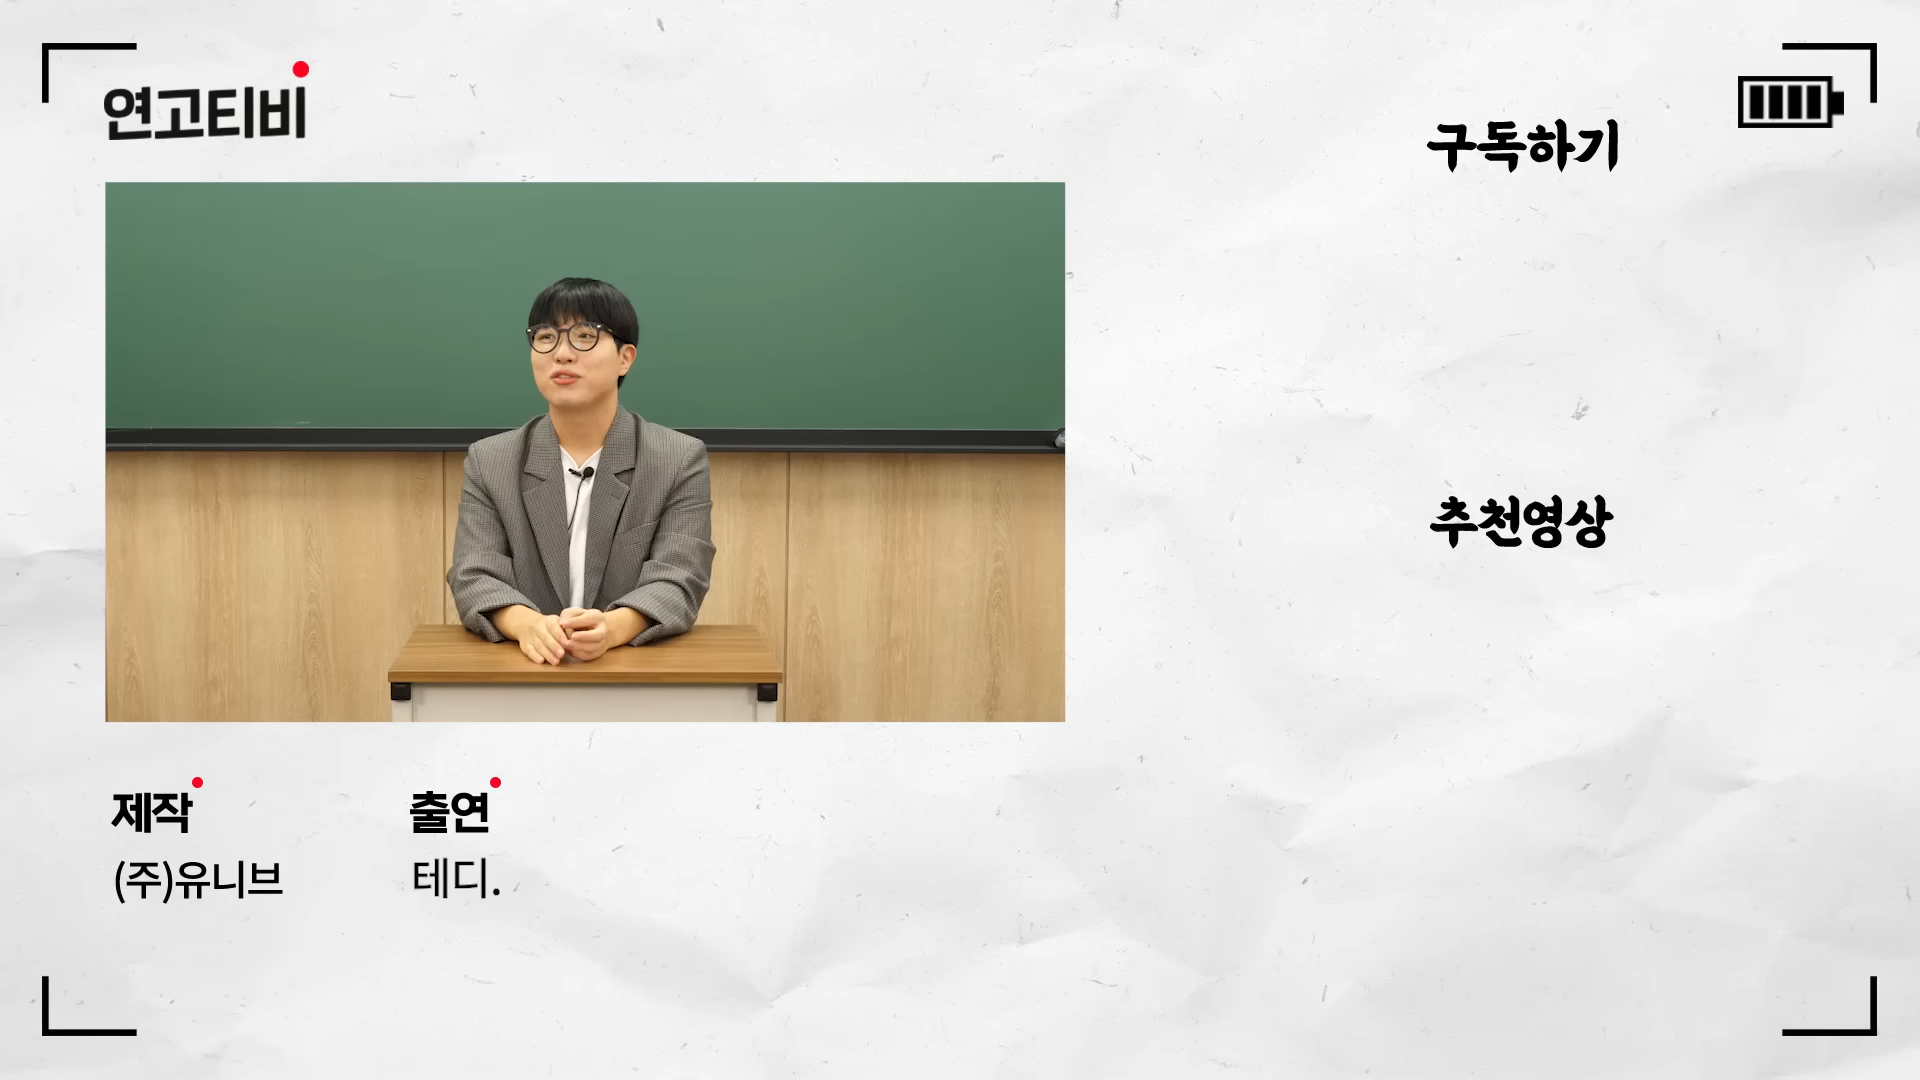 연고티비
구독하기
추천영상
제작
(주)유니브
출연
테디.